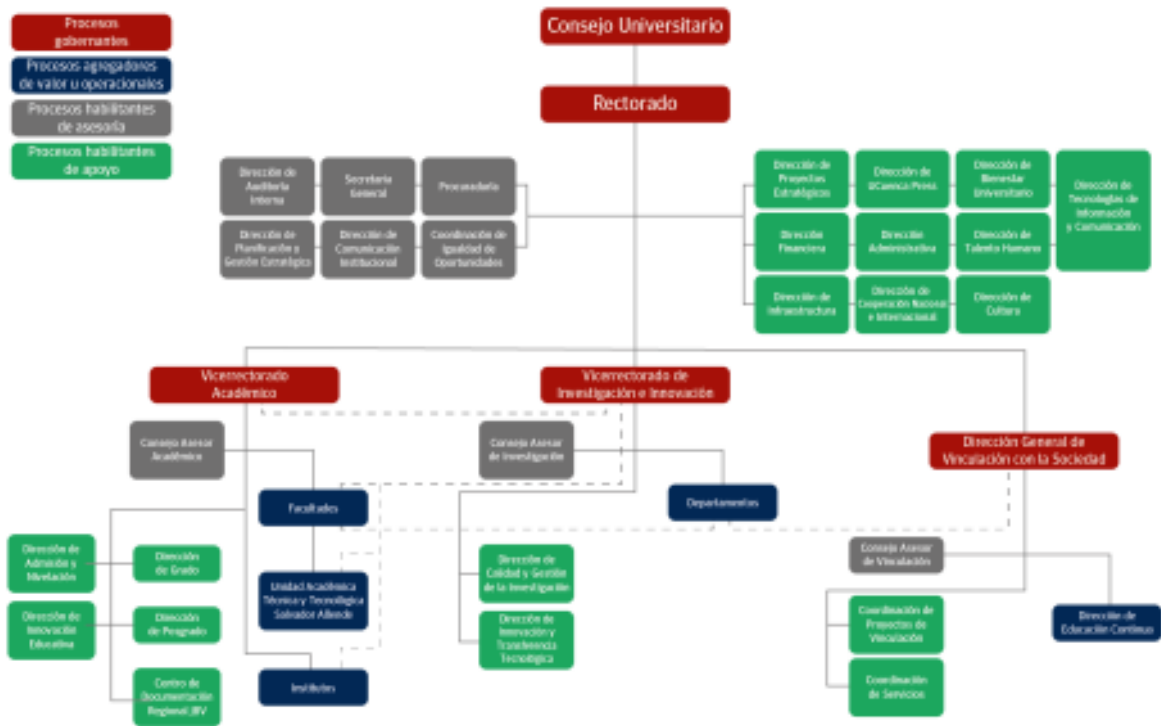 Procesos
gobernantes
Procesos agregadores
de valor u operacionales
Procesos habilitantes
de asesoría
Procesos habilitantes
de apoyo
Consejo Universitario
Rectorado
Dirección de
Auditoría
Interna
Secretaría
General
Procuraduría
Dirección de
Planificación y
Gestión Estratégica
Dirección de
Comunicación
Institucional
Coordinación de
Igualdad de
Oportunidades
Dirección de
Proyectos
Estratégicos
Dirección de
UCuenca Press
Dirección de
Bienestar
Universitario
Dirección de
Tecnologías de
Información
y Comunicación
Dirección
Financiera
Dirección
Administrativa
Dirección de
Talento Humano
Dirección de
Infraestructura
Dirección de
Cooperación Nacional
e Internacional
Dirección de
Cultura
Vicerrectorado
Académico
Vicerrectorado de
Investigación e Innovación
Dirección General de
Vinculación con la Sociedad
Consejo Asesor
Académico
Consejo Asesor
de Investigación
Facultades
Departamentos
Consejo Asesor
de Vinculación
Dirección de
Admisión y
Nivelación
Dirección
de Grado
Unidad Académica
Técnica y Tecnológica
Salvador Allende
Dirección de
Calidad y Gestión
de la Investigación
Dirección de
Innovación
Educativa
Dirección
de Posgrado
Dirección de
Innovación y
Transferencia
Tecnológica
Coordinación de
Proyectos de
Vinculación
Dirección de
Educación Continua
Centro de
Documentación
Regional JBV
Institutos
Coordinación
de Servicios